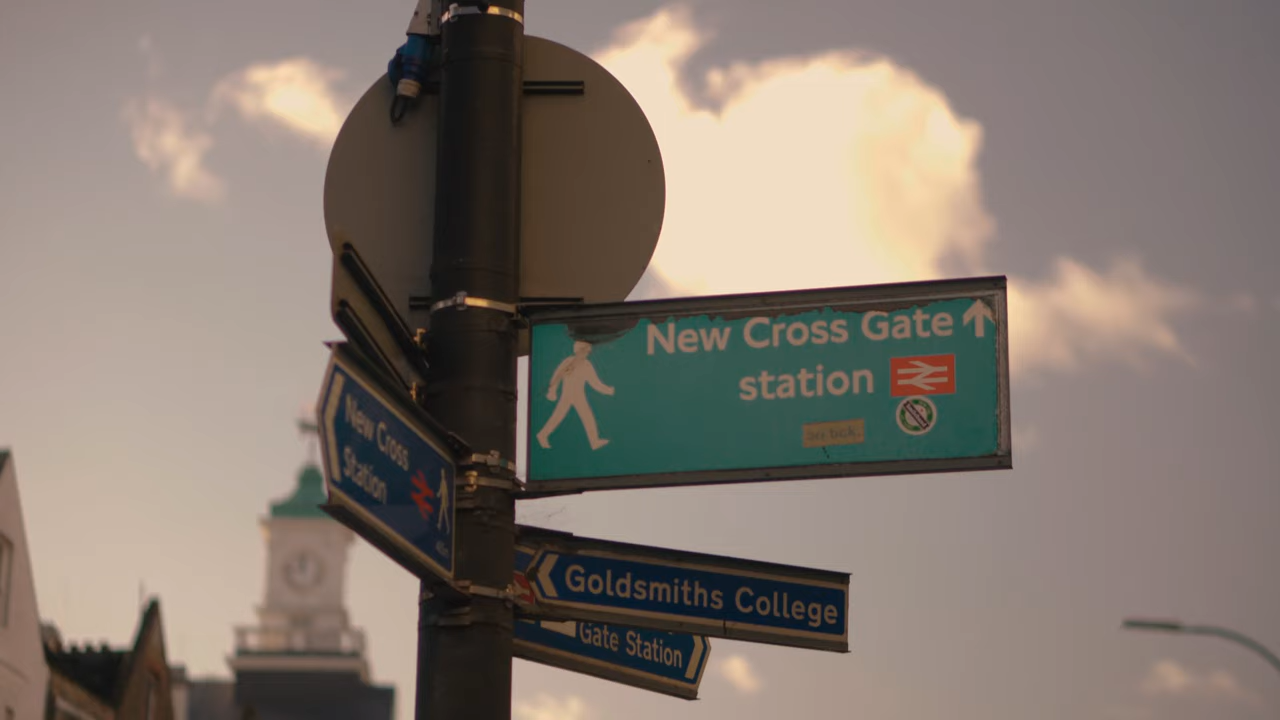 New Cross Gate
station
New Cross
Station
Goldsmiths College
Gate Station